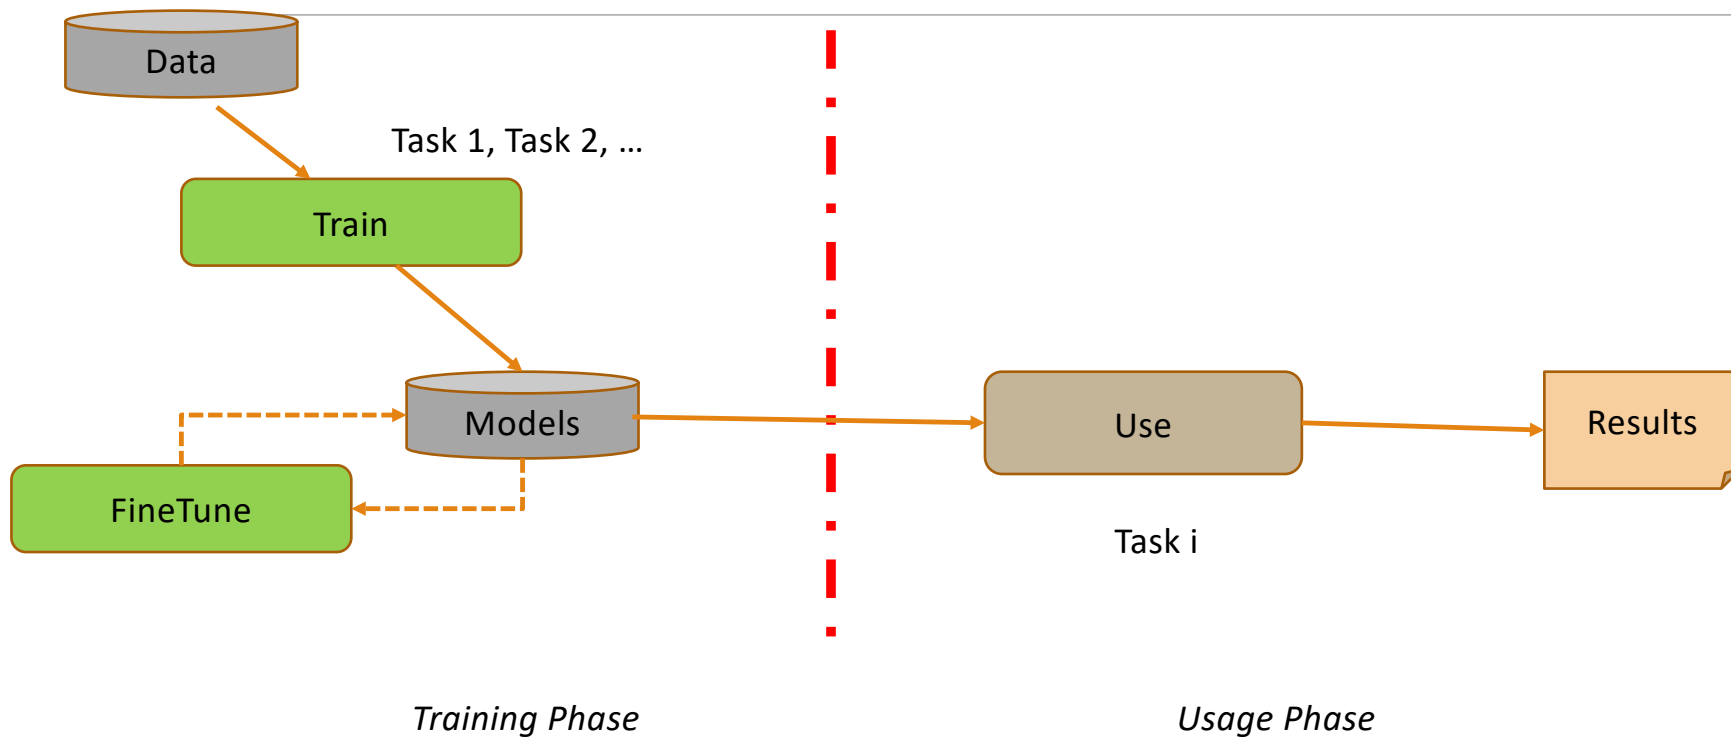 Data
Task 1, Task 2, ...
Train
Models
Use
Results
FineTune
Task i
Training Phase
Usage Phase